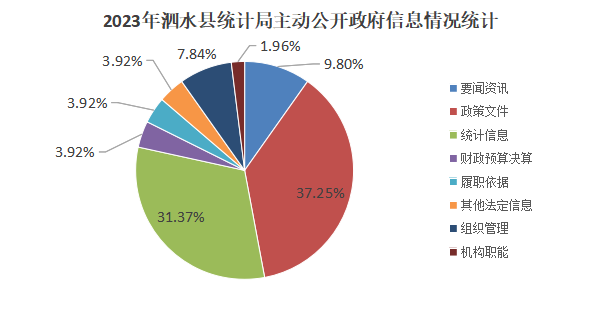 2023年泗水县统计局主动公开政府信息情况统计
1.96%
7.84%
9.80%
3.92%
3.92%
3.92%
37.25%
31.37%
要闻资讯
政策文件
统计信息
财政预算决算
履职依据
其他法定信息
组织管理
机构职能